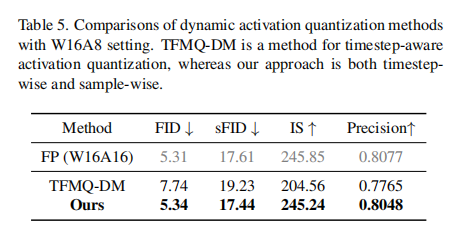 Table 5. Comparisons of dynamic activation quantization methods
with W16A8 setting. TFMQ-DM is a method for timestep-aware
activation quantization, whereas our approach is both timestep-
wise and sample-wise.
Method FID ↓ sFID ↓ IS ↑ Precision↑
FP (W16A16) 5.31 17.61 245.85 0.8077
TFMQ-DM 7.74 19.23 204.56 0.7765
Ours 5.34 17.44 245.24 0.8048